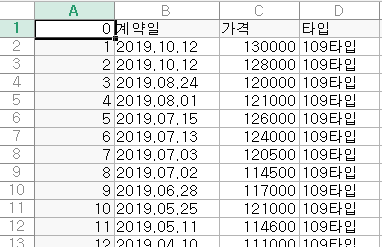 A B C D
1 0 계약일 가격 타입
2 1 2019.10.12 130000 109타입
3 2 2019.10.12 128000 109타입
4 3 2019.08.24 120000 109타입
5 4 2019.08.01 121000 109타입
5 5 2019.07.15 126000 109타입
7 6 2019.07.13 124000 109타입
8 7 2019.07.03 120500 109타입
9 8 2019.07.02 114500 109타입
10 9 2019.06.28 117000 109타입
11 10 2019.05.25 121000 109타입
12 11 2019.05.11 114600 109타입
13 12 2019.04.10 111000 109타입